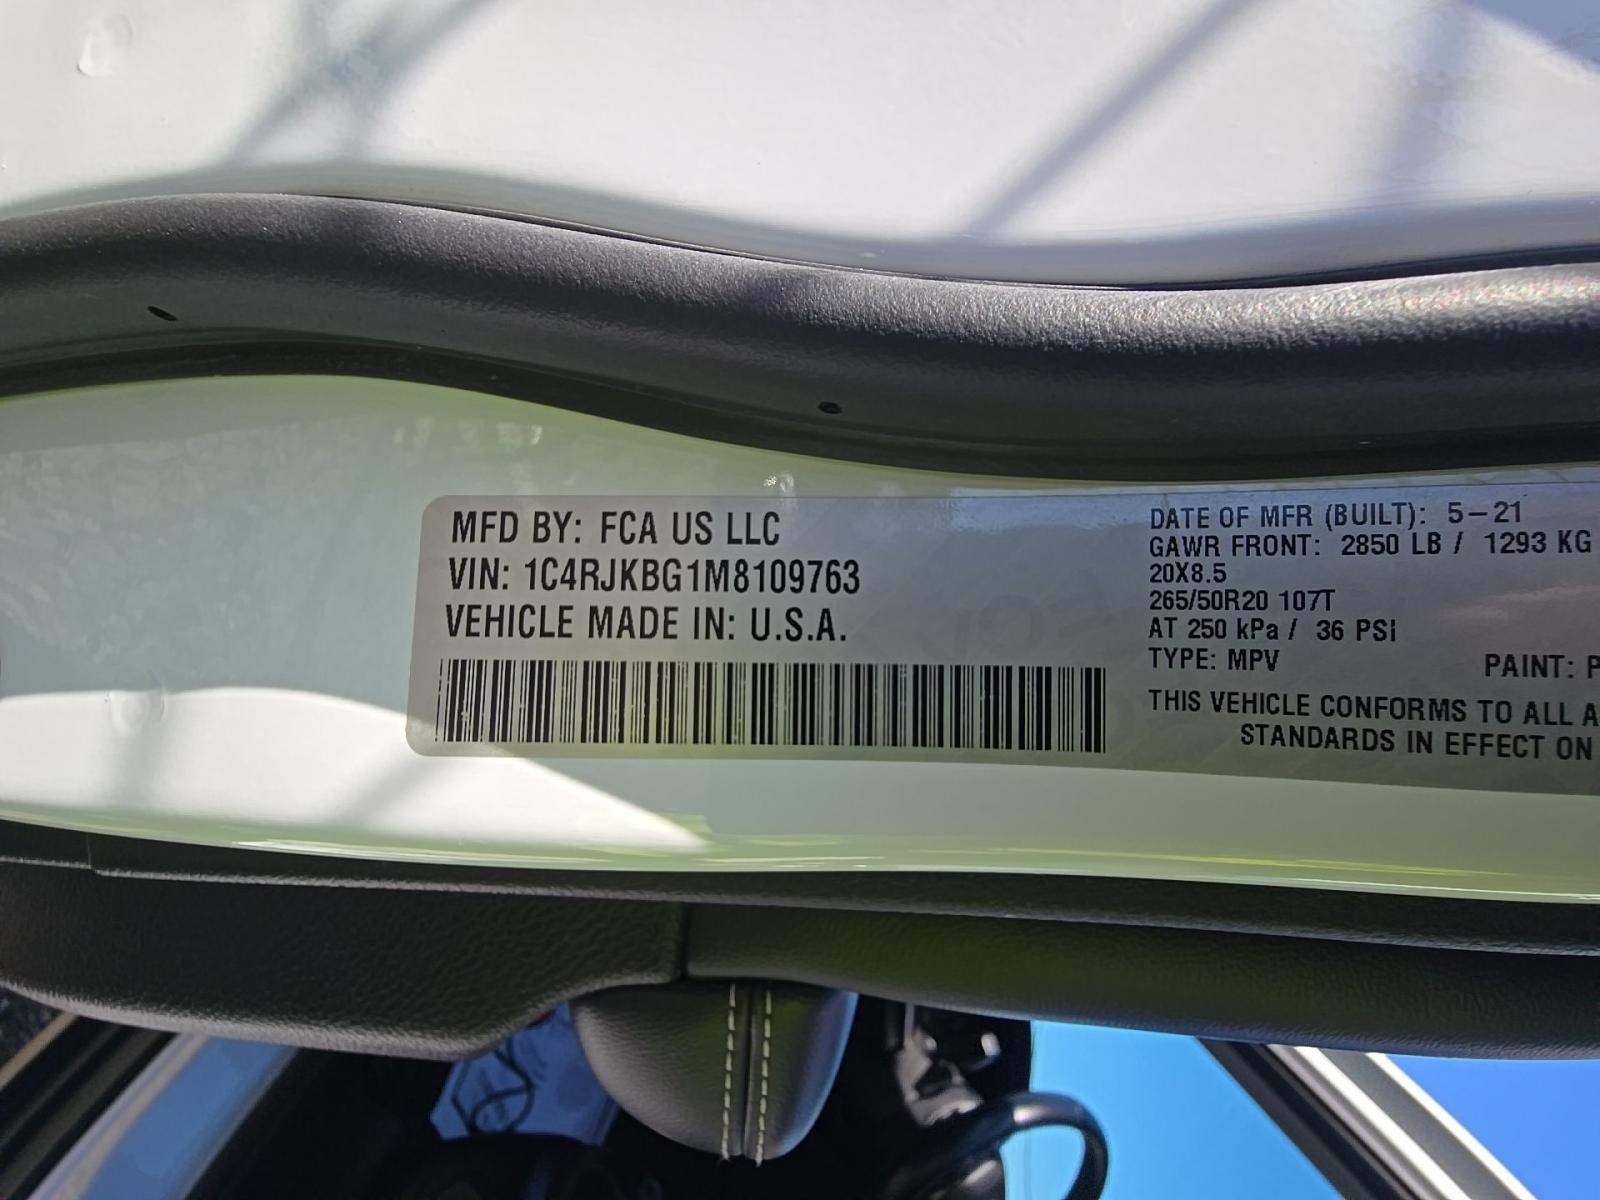 MFD BY: FCA US LLC
VIN: 1C4RJKBG1M8109763
VEHICLE MADE IN: U.S.A.
DATE OF MFR (BUILT): 5-21
GAWR FRONT: 2850 LB / 1293 KG
20X8.5
265/50R20 107T
AT 250 kPa / 36 PSI
TYPE: MPV PAINT: P
THIS VEHICLE CONFORMS TO ALL A
STANDARDS IN EFFECT ON